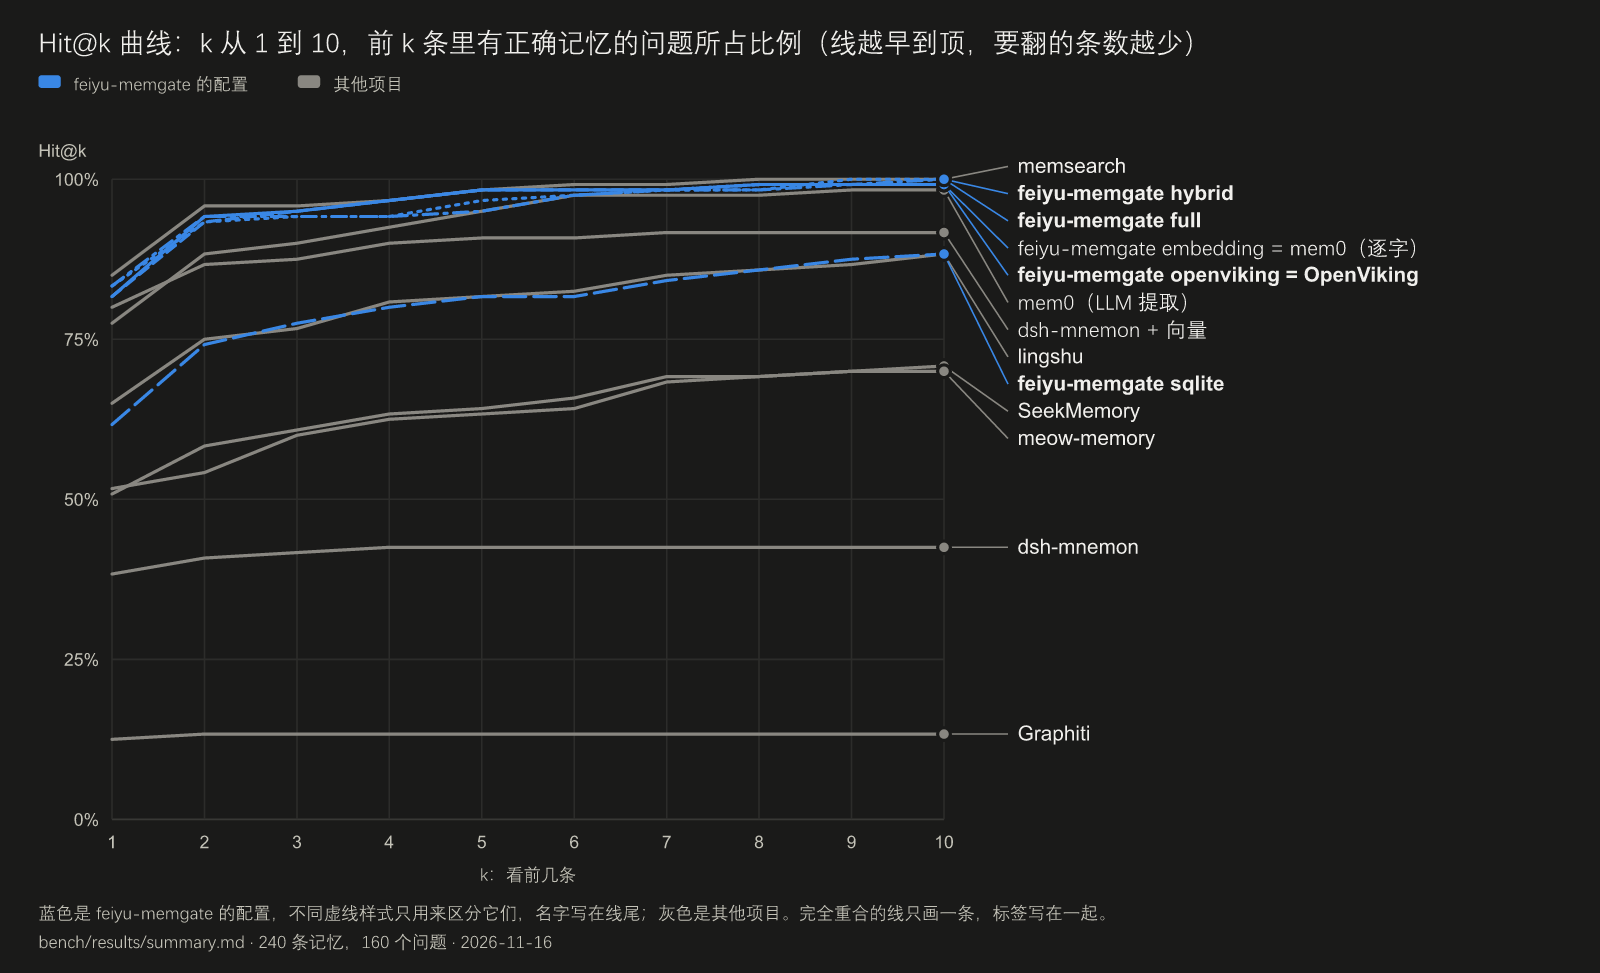 Hit@k 曲线：k 从 1 到 10，前 k 条里有正确记忆的问题所占比例（线越早到顶，要翻的条数越少）
feiyu-memgate 的配置
其他项目
Hit@k
100%
75%
50%
25%
0%
1 2 3 4 5 6 7 8 9 10
k：看前几条
memsearch
feiyu-memgate hybrid
feiyu-memgate full
feiyu-memgate embedding = mem0（逐字）
feiyu-memgate openviking = OpenViking
mem0（LLM 提取）
dsh-mnemon + 向量
lingshu
feiyu-memgate sqlite
SeekMemory
meow-memory
dsh-mnemon
Graphiti
蓝色是 feiyu-memgate 的配置，不同虚线样式只用来区分它们，名字写在线尾；灰色是其他项目。完全重合的线只画一条，标签写在一起。
bench/results/summary.md · 240 条记忆，160 个问题 · 2026-11-16